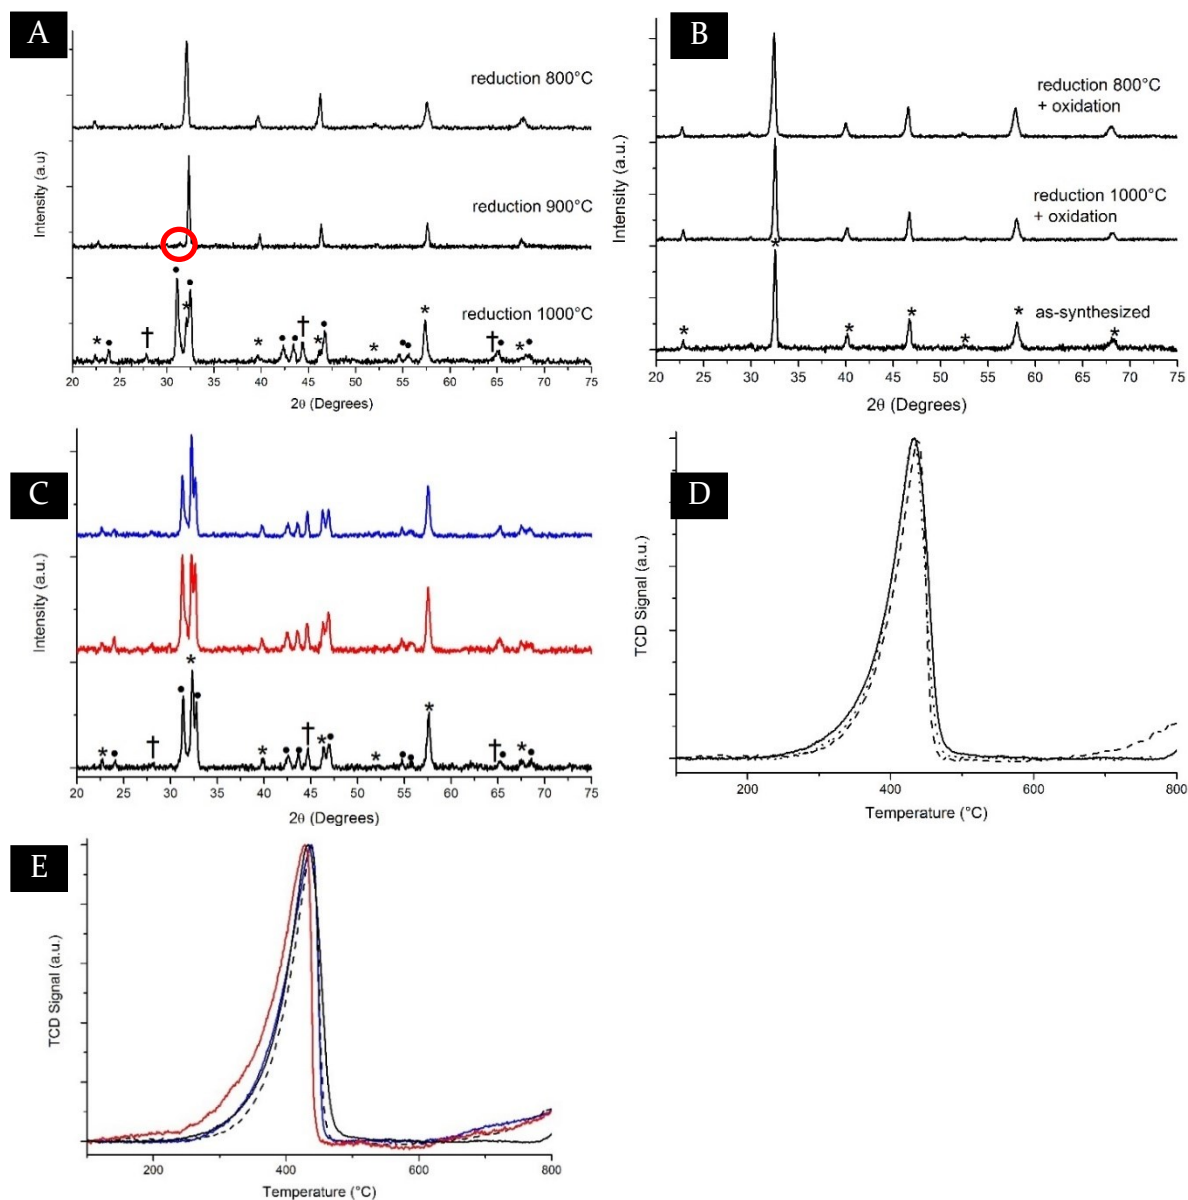 A
reduction 800°C
reduction 900°C
reduction 1000°C
Intensity (a.u)
20 25 30 35 40 45 50 55 60 65 70 75
2θ (Degrees)
B
reduction 800°C
+ oxidation
reduction 1000°C
+ oxidation
as-synthesized
Intensity (a.u.)
20 25 30 35 40 45 50 55 60 65 70 75
2θ (Degrees)
C
Intensity (a.u.)
20 25 30 35 40 45 50 55 60 65 70 75
2θ (Degrees)
D
TCD Signal (a.u.)
200 400 600 800
Temperature (°C)
E
TCD Signal (a.u.)
200 400 600 800
Temperature (°C)